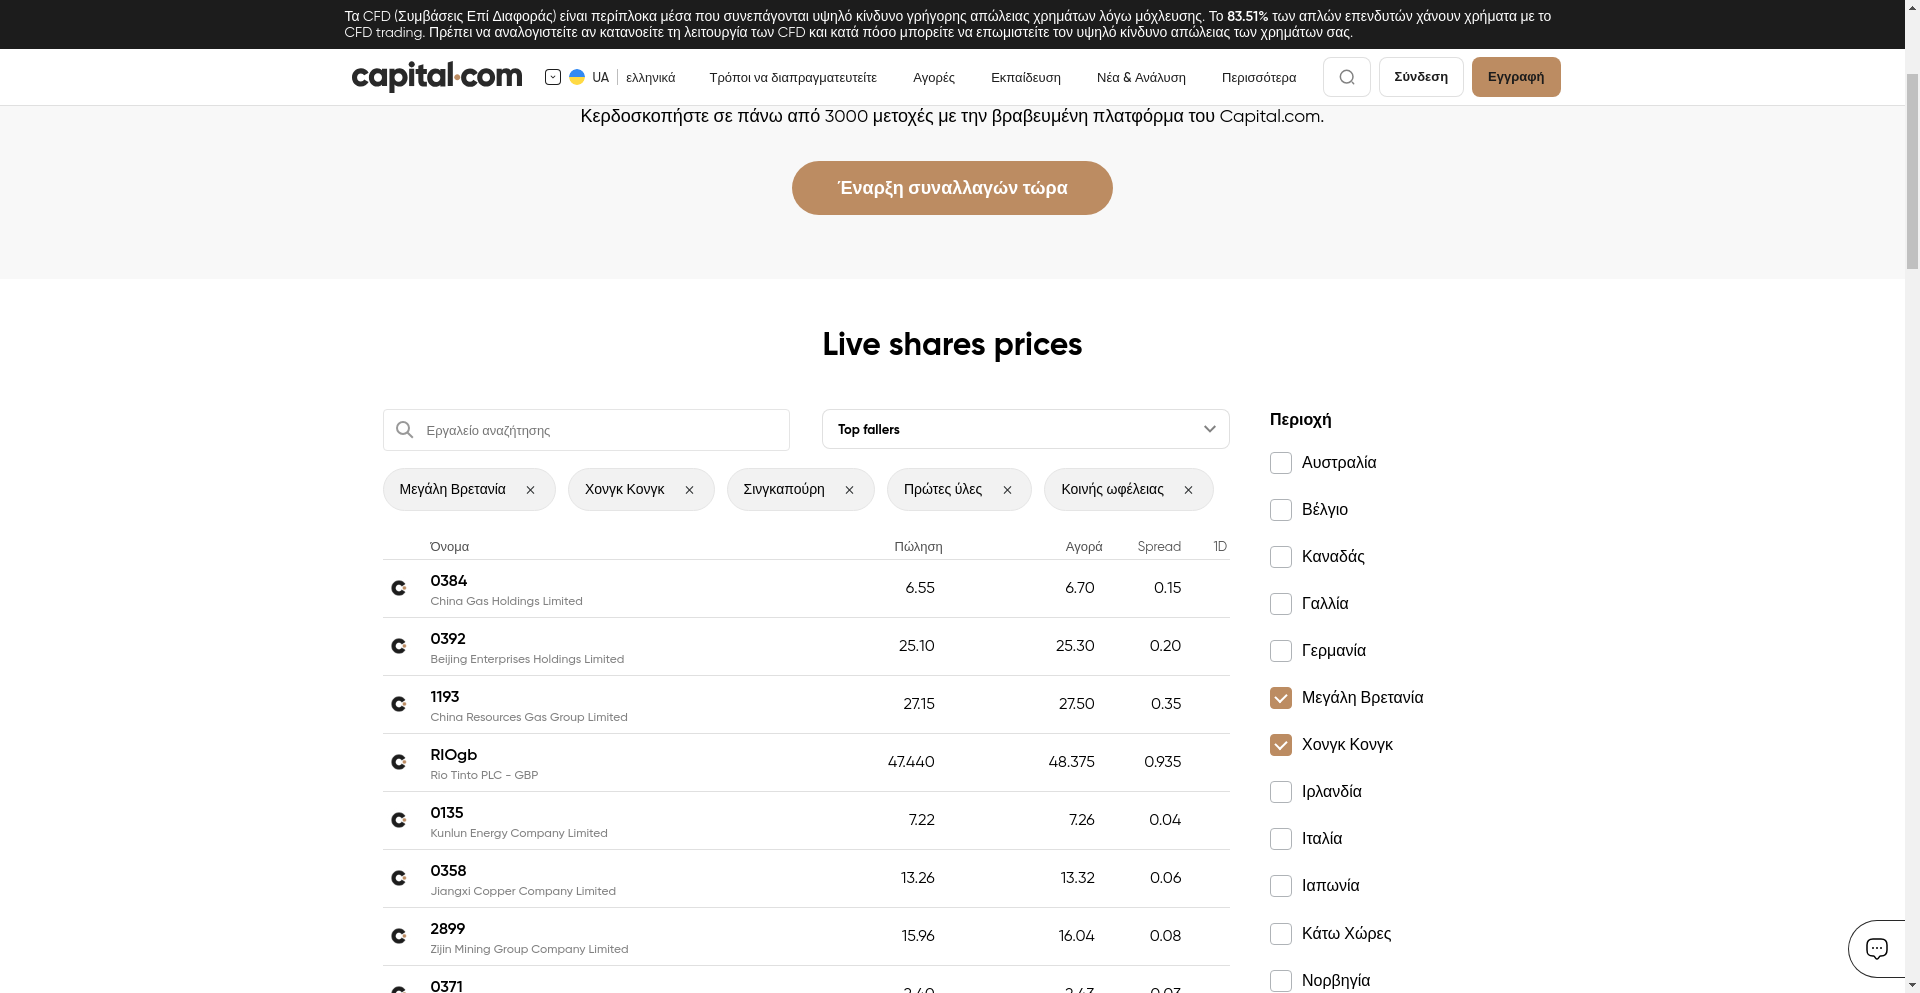 Τα CFD (Συμβάσεις Επί Διαφοράς) είναι περίπλοκα μέσα που συνεπάγονται υψηλό κίνδυνο γρήγορης απώλειας χρημάτων λόγω μόχλευσης. Το 83.51% των απλών επενδυτών χάνουν χρήματα με το
CFD trading. Πρέπει να αναλογιστείτε αν κατανοείτε τη λειτουργία των CFD και κατά πόσο μπορείτε να επωμιστείτε τον υψηλό κίνδυνο απώλειας των χρημάτων σας.
capital.com UA ελληνικά Τρόποι να διαπραγματευτείτε Αγορές Εκπαίδευση Νέα & Ανάλυση Περισσότερα Σύνδεση Εγγραφή
Κερδοσκοπήστε σε πάνω από 3000 μετοχές με την βραβευμένη πλατφόρμα του Capital.com.
Έναρξη συναλλαγών τώρα
Live shares prices
Εργαλείο αναζήτησης
Top fallers
Μεγάλη Βρετανία Χονγκ Κονγκ Σινγκαπούρη Πρώτες ύλες Κοινής ωφέλειας
Όνομα Πώληση Αγορά Spread 1D
0384 6.55 6.70 0.15
China Gas Holdings Limited
0392 25.10 25.30 0.20
Beijing Enterprises Holdings Limited
1193 27.15 27.50 0.35
China Resources Gas Group Limited
RIOgb 47.440 48.375 0.935
Rio Tinto PLC - GBP
0135 7.22 7.26 0.04
Kunlun Energy Company Limited
0358 13.26 13.32 0.06
Jiangxi Copper Company Limited
2899 15.96 16.04 0.08
Zijin Mining Group Company Limited
0371 2.40 2.43 0.03
Περιοχή
Αυστραλία
Βέλγιο
Καναδάς
Γαλλία
Γερμανία
Μεγάλη Βρετανία
Χονγκ Κονγκ
Ιρλανδία
Ιταλία
Ιαπωνία
Κάτω Χώρες
Νορβηγία